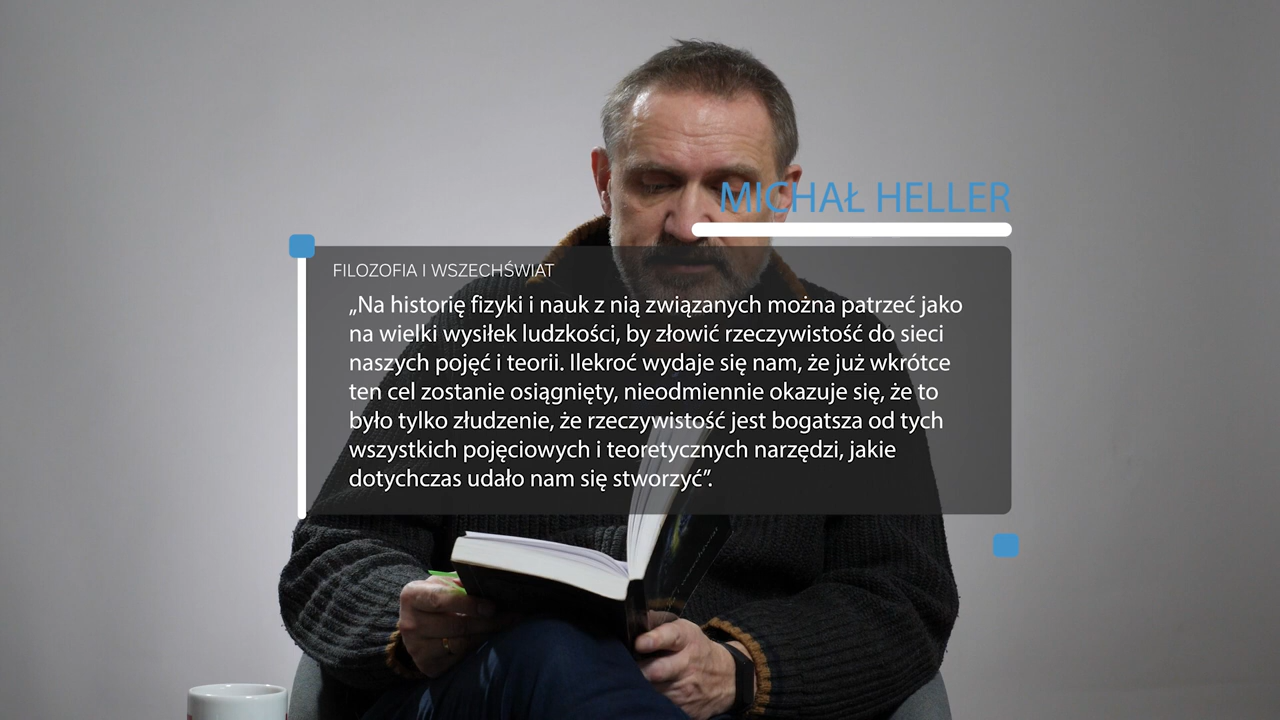 MICHAŁ HELLER
FILOZOFIA I WSZECHŚWIAT
„Na historię fizyki i nauk z nią związanych można patrzeć jako
na wielki wysiłek ludzkości, by złowić rzeczywistość do sieci
naszych pojęć i teorii. Ilekroć wydaje się nam, że już wkrótce
ten cel zostanie osiągnięty, nieodmiennie okazuje się, że to
było tylko złudzenie, że rzeczywistość jest bogatsza od tych
wszystkich pojęciowych i teoretycznych narzędzi, jakie
dotychczas udało nam się stworzyć”.